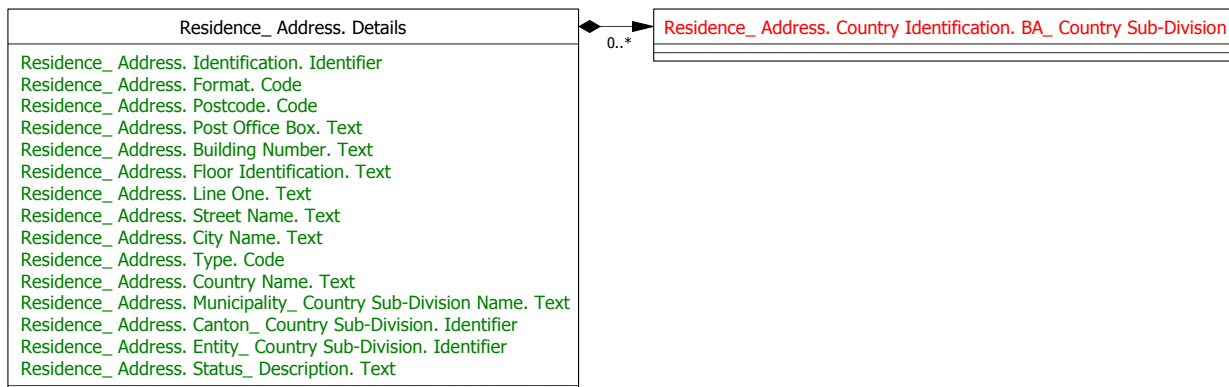 Residence_ Address. Details
0..*
Residence_ Address. Country Identification. BA_ Country Sub-Division
Residence_ Address. Identification. Identifier
Residence_ Address. Format. Code
Residence_ Address. Postcode. Code
Residence_ Address. Post Office Box. Text
Residence_ Address. Building Number. Text
Residence_ Address. Floor Identification. Text
Residence_ Address. Line One. Text
Residence_ Address. Street Name. Text
Residence_ Address. City Name. Text
Residence_ Address. Type. Code
Residence_ Address. Country Name. Text
Residence_ Address. Municipality_ Country Sub-Division Name. Text
Residence_ Address. Canton_ Country Sub-Division. Identifier
Residence_ Address. Entity_ Country Sub-Division. Identifier
Residence_ Address. Status_ Description. Text